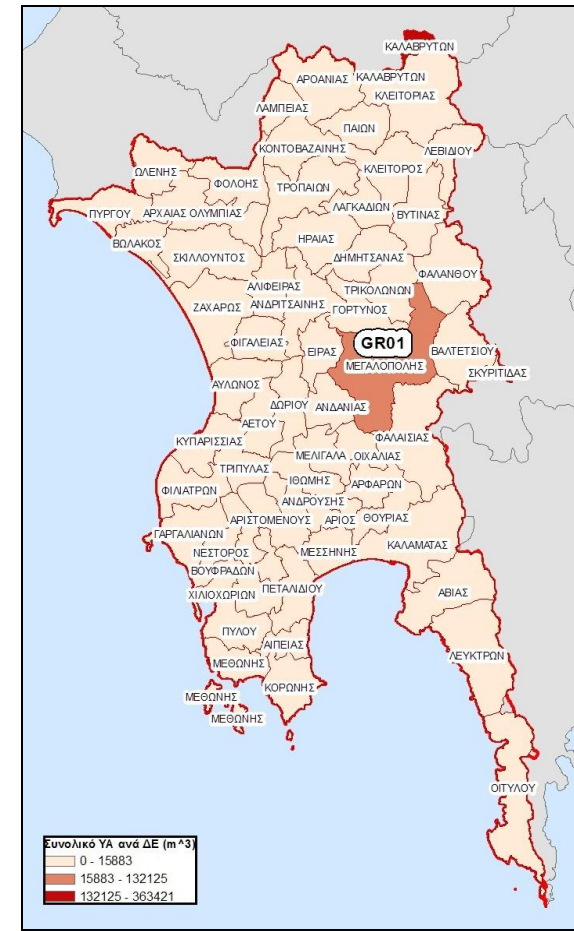 ΚΑΛΑΒΡΥΤΩΝ
ΑΡΟΑΝΙΑΣ ΚΑΛΑΒΡΥΤΩΝ
ΚΛΕΙΤΟΡΙΑΣ
ΛΑΜΠΕΙΑΣ
ΠΑΙΩΝ
ΚΟΝΤΟΒΑΖΑΙΝΗΣ ΛΕΒΙΔΙΟΥ
ΩΛΕΝΗΣ ΚΛΕΙΤΟΡΟΣ
ΦΟΛΟΗΣ ΤΡΟΠΑΙΩΝ
ΛΑΓΚΑΔΙΩΝ
ΠΥΡΓΟΥ ΑΡΧΑΙΑΣ ΟΛΥΜΠΙΑΣ ΒΥΤΙΝΑΣ
ΒΩΛΑΚΟΣ ΗΡΑΙΑΣ
ΣΚΙΛΛΟΥΝΤΟΣ ΔΗΜΗΤΣΑΝΑΣ
ΦΑΛΑΝΘΟΥ
ΑΛΙΦΕΙΡΑΣ ΤΡΙΚΟΛΩΝΩΝ
ΖΑΧΑΡΩΣ ΑΝΔΡΙΤΣΑΙΝΗΣ ΓΟΡΤΥΝΟΣ
GR01
ΦΙΓΑΛΕΙΑΣ ΕΙΡΑΣ ΒΑΛΤΕΤΣΙΟΥ
ΜΕΓΑΛΟΠΟΛΗΣ ΣΚΥΡΙΤΙΔΑΣ
ΑΥΛΩΝΟΣ
ΔΩΡΙΟΥ ΑΝΔΑΝΙΑΣ
ΑΕΤΟΥ
ΚΥΠΑΡΙΣΣΙΑΣ ΦΑΛΑΙΣΙΑΣ
ΜΕΛΙΓΑΛΑ ΟΙΧΑΛΙΑΣ
ΤΡΙΠΥΛΑΣ
ΙΘΩΜΗΣ ΑΡΦΑΡΩΝ
ΦΙΛΙΑΤΡΩΝ
ΑΝΔΡΟΥΣΗΣ
ΑΡΙΣΤΟΜΕΝΟΥΣ ΑΡΙΟΣ ΘΟΥΡΙΑΣ
ΓΑΡΓΑΛΙΑΝΩΝ
ΝΕΣΤΟΡΟΣ ΜΕΣΣΗΝΗΣ ΚΑΛΑΜΑΤΑΣ
ΒΟΥΦΡΑΔΩΝ
ΧΙΛΙΟΧΩΡΙΩΝ ΠΕΤΑΛΙΔΙΟΥ ΑΒΙΑΣ
ΠΥΛΟΥ
ΑΙΠΕΙΑΣ
ΜΕΘΩΝΗΣ ΛΕΥΚΤΡΩΝ
ΚΟΡΩΝΗΣ
ΜΕΘΩΝΗΣ
ΜΕΘΩΝΗΣ
ΟΙΤΥΛΟΥ
Συνολικό ΥΑ ανά ΔΕ (m^3)
0 - 15883
15883 - 132125
132125 - 363421